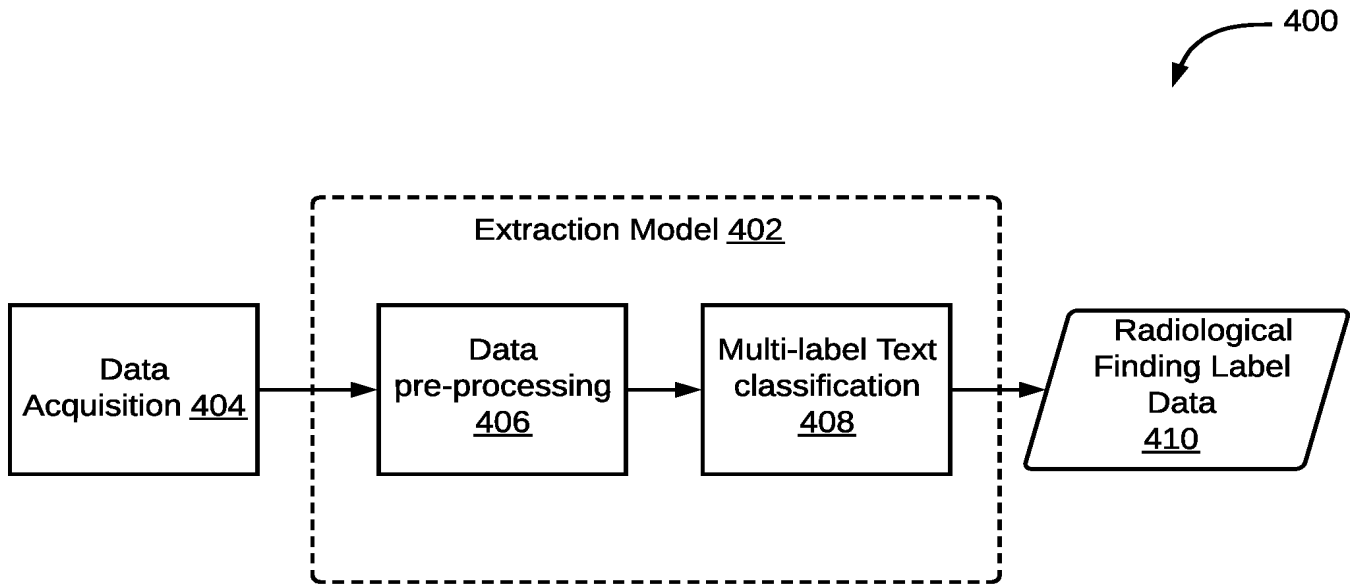 400
Extraction Model 402
Data
Acquisition 404
Data
pre-processing
406
Multi-label Text
classification
408
Radiological
Finding Label
Data
410